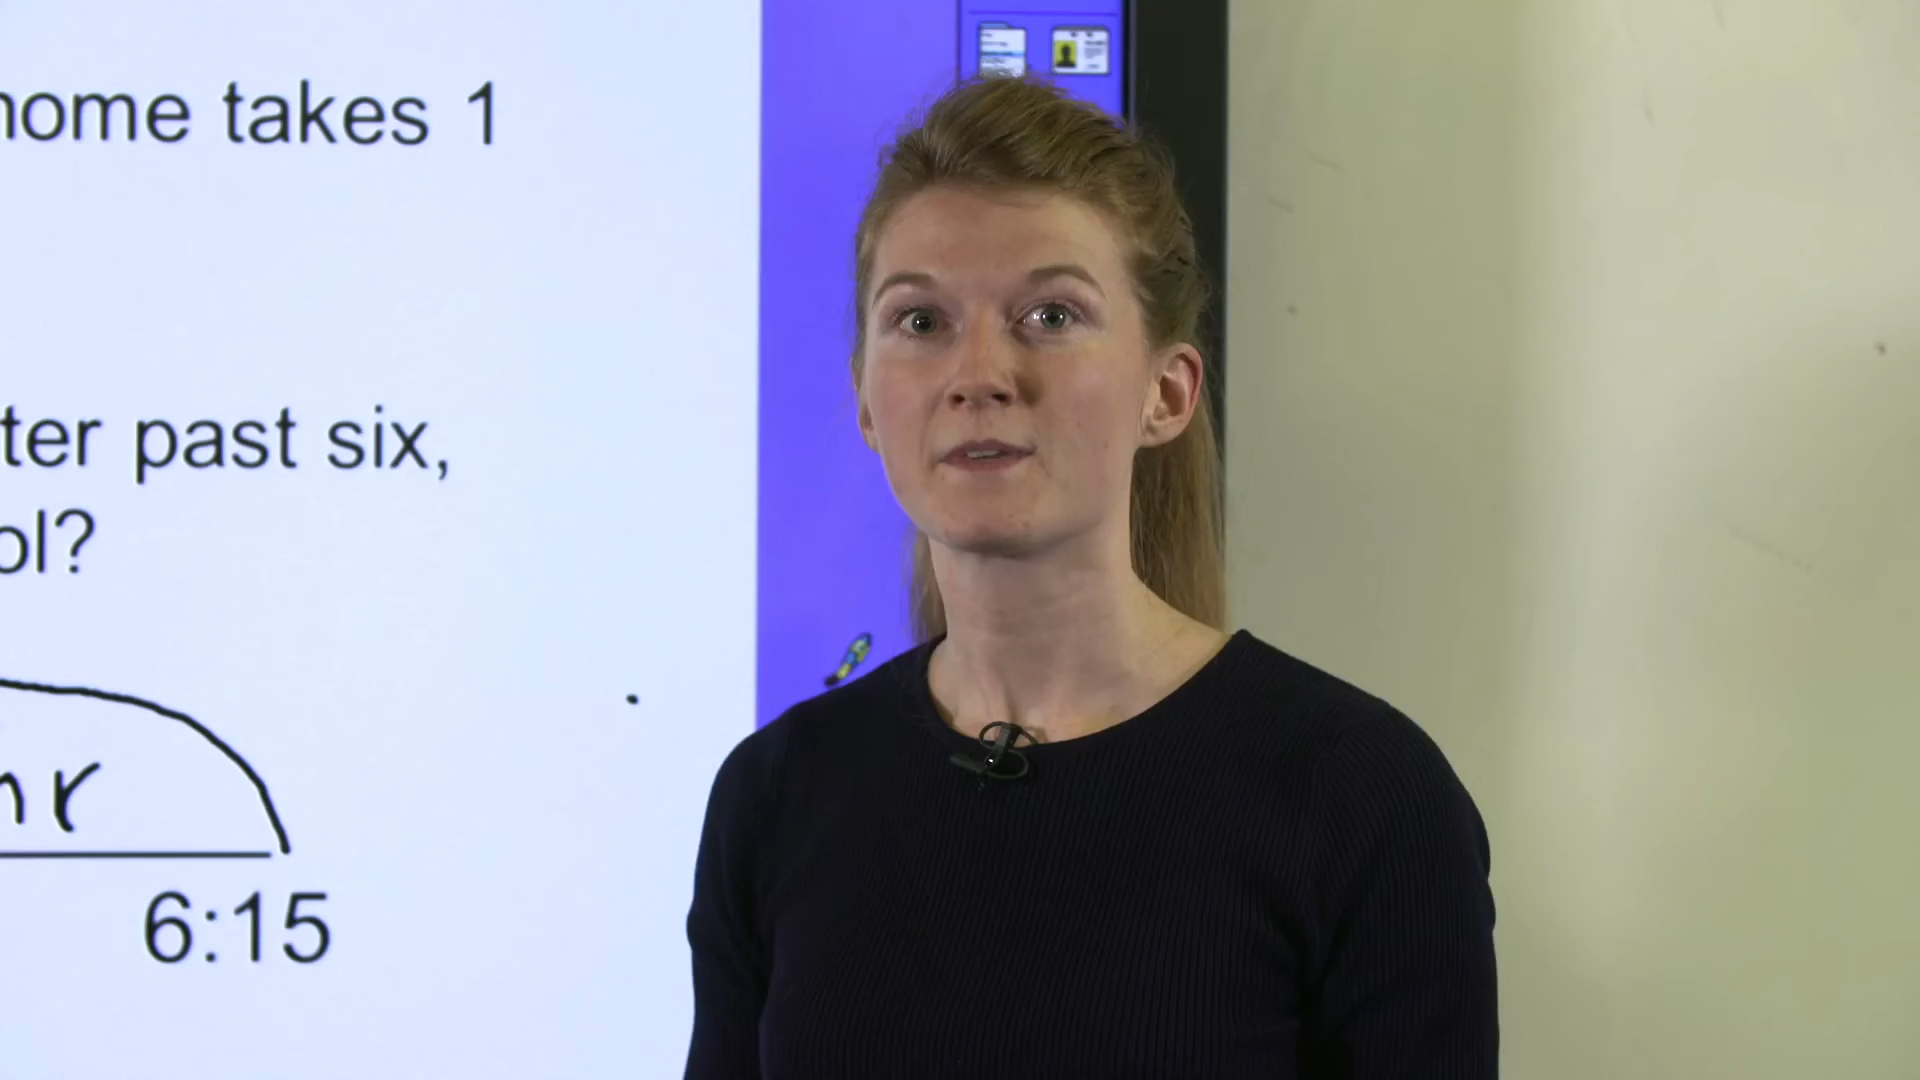 home takes 1
ter past six,
ol?
hr
6:15